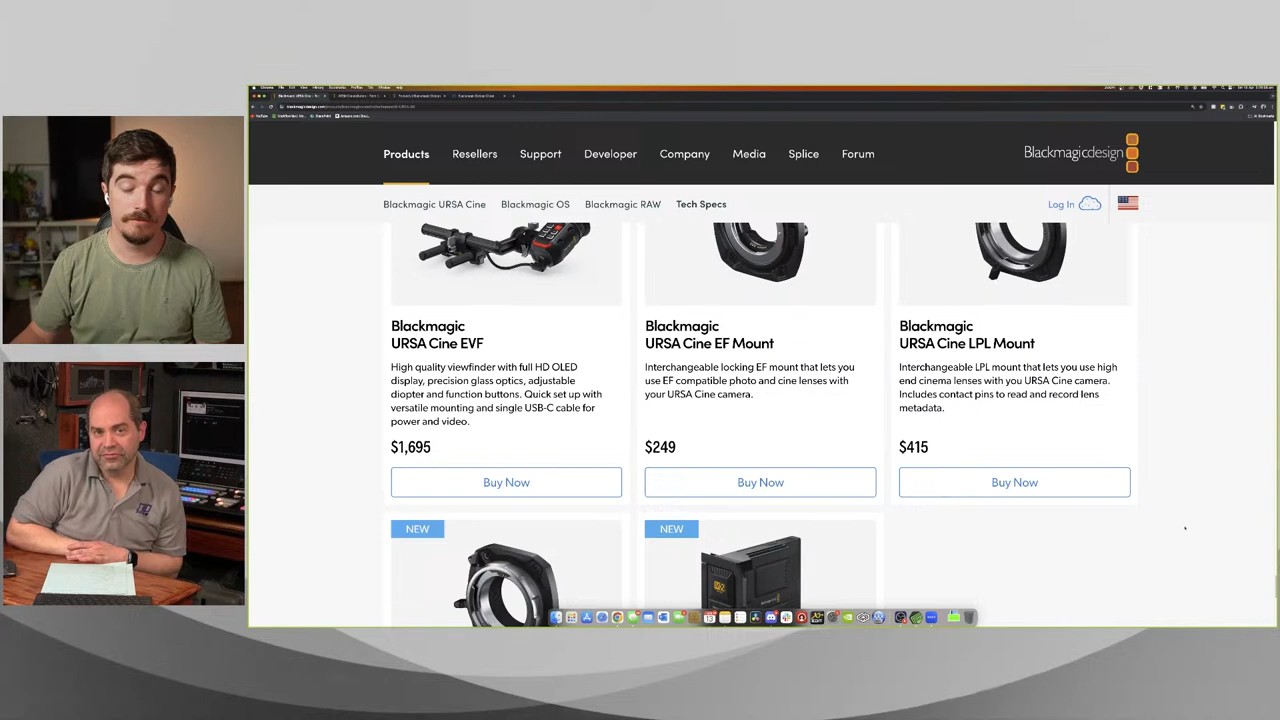 Products
Resellers
Support
Developer
Company
Media
Splice
Forum
Blackmagicdesign
Blackmagic URSA Cine
Blackmagic OS
Blackmagic RAW
Tech Specs
Log In
Blackmagic
URSA Cine EVF
High quality viewfinder with full HD OLED
display, precision glass optics, adjustable
diopter and function buttons. Quick set up with
versatile mounting and single USB-C cable for
power and video.
$1,695
Buy Now
Blackmagic
URSA Cine EF Mount
Interchangeable locking EF mount that lets you
use EF compatible photo and cine lenses with
your URSA Cine camera.
$249
Buy Now
Blackmagic
URSA Cine LPL Mount
Interchangeable LPL mount that lets you use high
end cinema lenses with you URSA Cine camera.
Includes contact pins to read and record lens
metadata.
$415
Buy Now
NEW
NEW